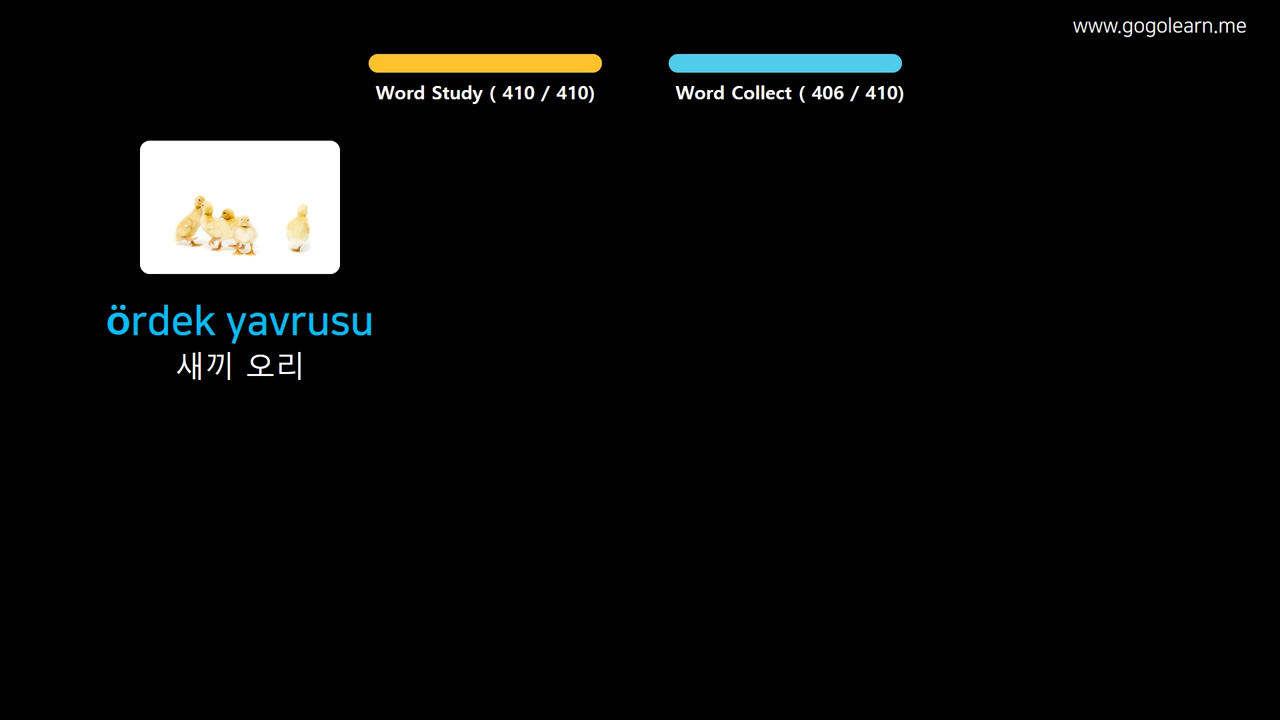 www.gogolearn.me
Word Study ( 410 / 410)
Word Collect ( 406 / 410)
ördek yavrusu
새끼 오리